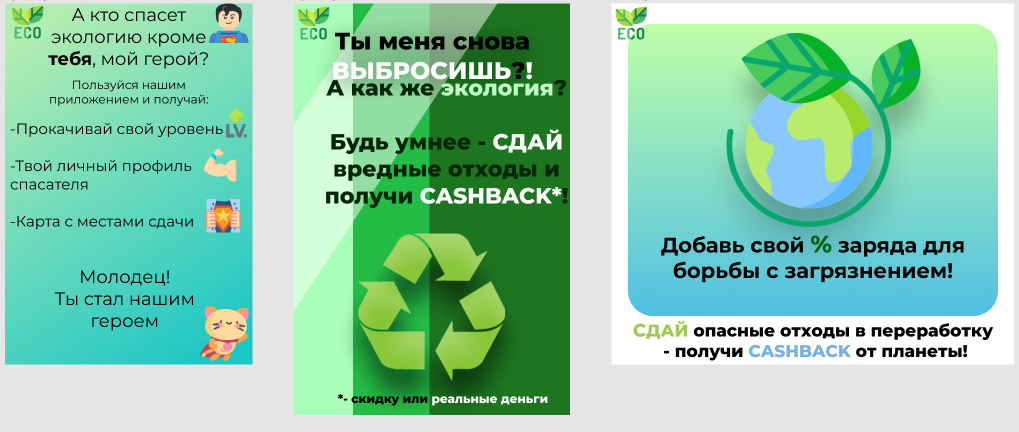 ECO
А кто спасет
экологию кроме
тебя, мой герой?
Пользуйся нашим
приложением и получай:
-Прокачивай свой уровень
LV.
-Твой личный профиль
спасателя
-Карта с местами сдачи
Молодец!
Ты стал нашим
героем
ECO
Ты меня снова
ВЫБРОСИШЬ?!
А как же экология?
Будь умнее - СДАЙ
вредные отходы и
получи CASHBACK*!
*- скидку или реальные деньги
ECO
Добавь свой % заряда для
борьбы с загрязнением!
СДАЙ опасные отходы в переработку
- получи CASHBACK от планеты!